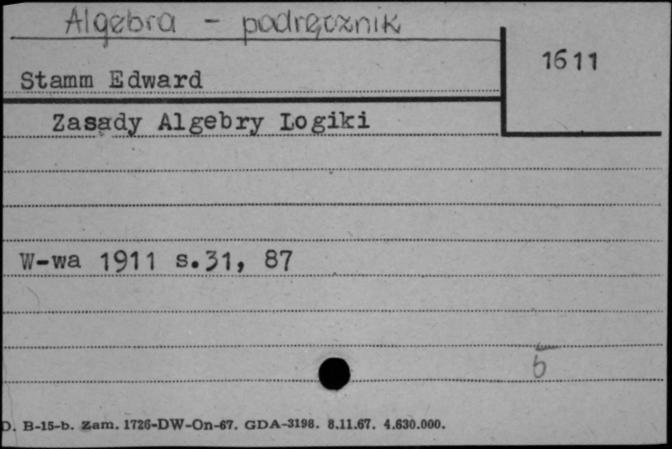 Algebra - podręcznik
1611
Stamm Edward
Zasady Algebry Logiki
W-wa 1911 s.31, 87
5
D. B-15-b. Zam. 1726-DW-On-67. GDA-3198. 8.11.67. 4.630.000.